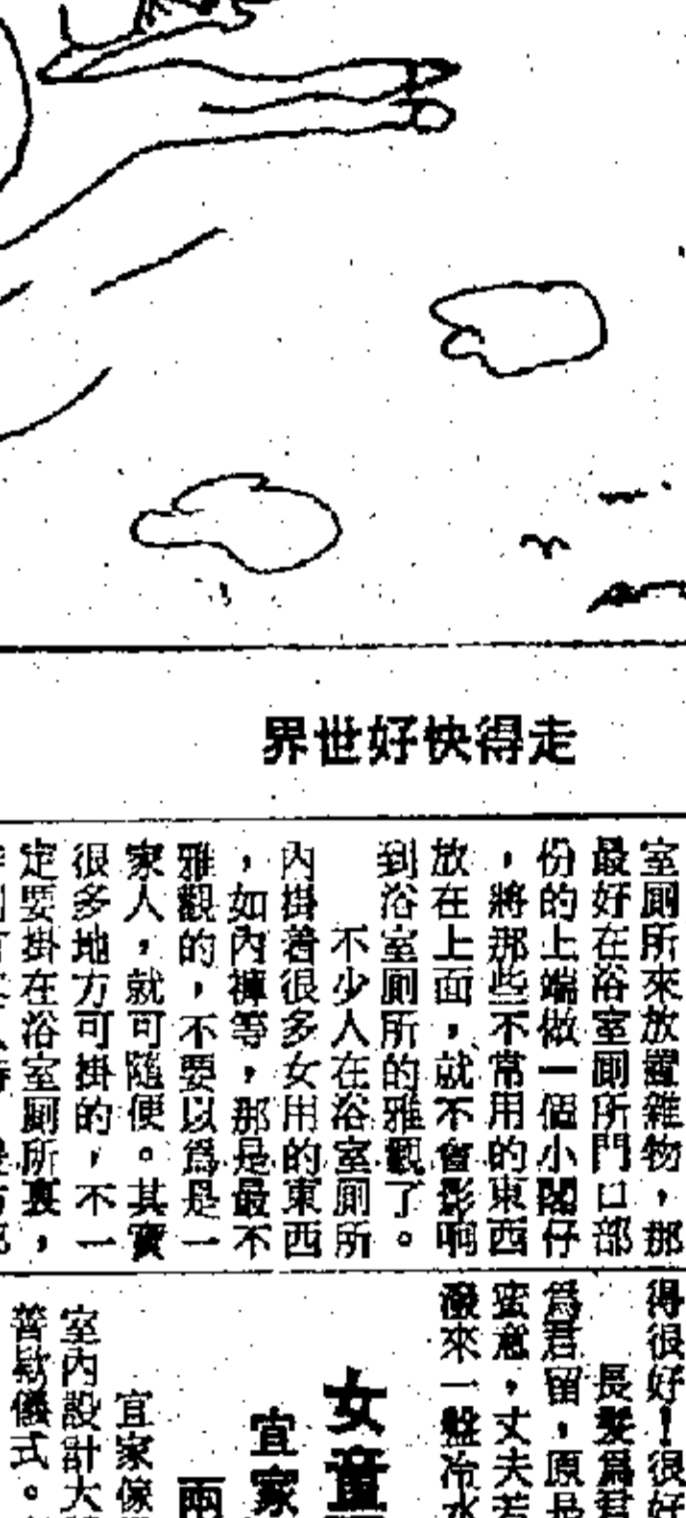 走得快好世界
室厠所來放置雜物，那
最好在浴室厠所門口部
份的上端做一個小閣仔
，將那些不常用的東西
放在上面，就不會影响
到浴室厠所的雅觀了。
不少人在浴室厠所
內掛着很多女用的東西
，如內褲等，那是最不
雅觀的，不要以爲是一
家人，就可隨便。其實
很多地方可掛的，不一
定要掛在浴室厠所裏，
得很好！很好
長髮爲君
爲君留，原是
蜜意，丈夫若
潑來一盤冷水
女童
宜家
兩
宜家傢
室內設計大
儀式。